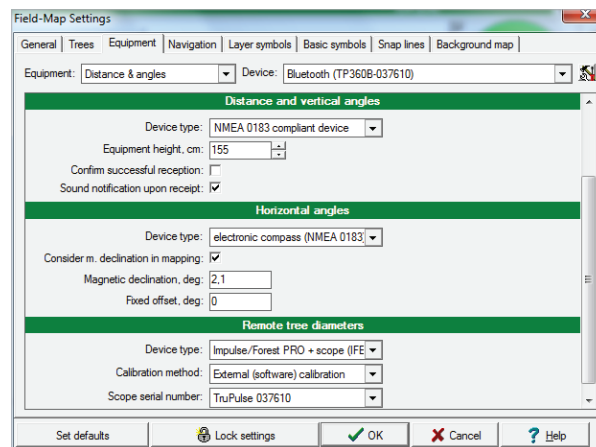 Field-Map Settings
General Trees Equipment Navigation Layer symbols Basic symbols Snap lines Background map
Equipment: Distance & angles Device: Bluetooth (TP360B-037610)
Distance and vertical angles
Device type: NMEA 0183 compliant device
Equipment height, cm: 155
Confirm successful reception:
Sound notification upon receipt:
Horizontal angles
Device type: electronic compass (NMEA 0183)
Consider m. declination in mapping:
Magnetic declination, deg: 2,1
Fixed offset, deg: 0
Remote tree diameters
Device type: Impulse/Forest PRO + scope (IFE
Calibration method: External (software) calibration
Scope serial number: TruPulse 037610
Set defaults Lock settings OK Cancel ? Help